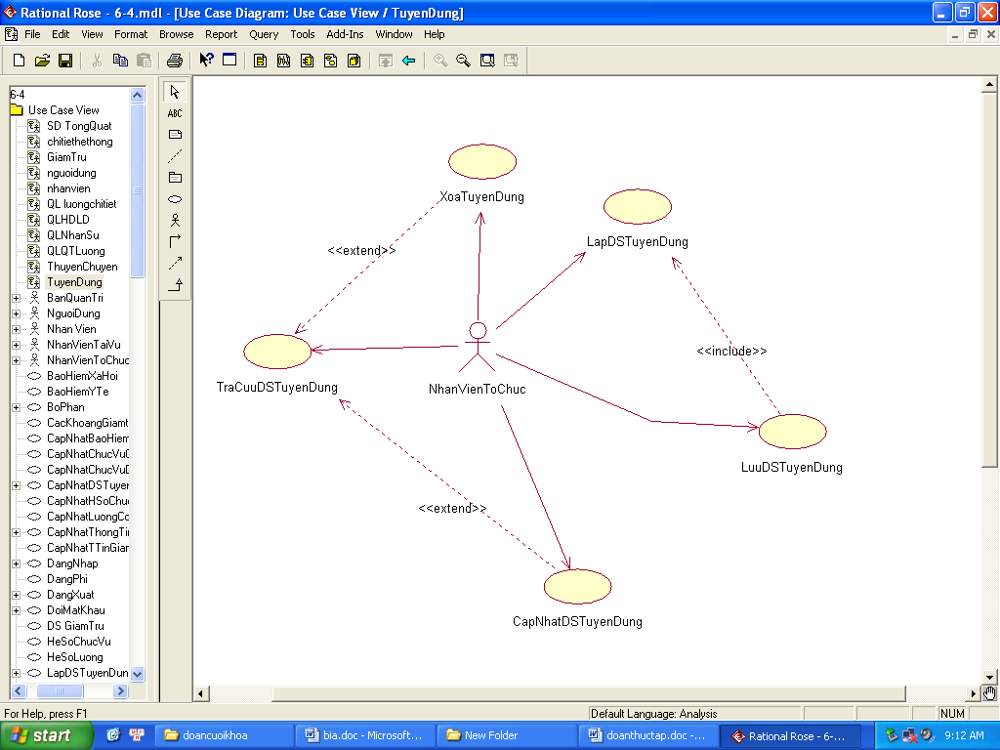 Rational Rose - 6-4.mdl - [Use Case Diagram: Use Case View / TuyenDung]
File Edit View Format Browse Report Query Tools Add-Ins Window Help
6-4
Use Case View
SD TongQuat
chitiethethong
GiamTru
nguoidung
nhanvien
QL luongchitiet
QLHDLD
QLNhanSu
QLQTLuong
ThuyenChuyen
TuyenDung
BanQuanTri
NguoiDung
Nhan Vien
NhanVienTaiVu
NhanVienToChuc
BaoHiemXaHoi
BaoHiemYTe
BoPhan
CacKhoangGiamt
CapNhatBaoHiem
CapNhatChucVuD
CapNhatChucVuD
CapNhatDSTuyen
CapNhatHSoChuc
CapNhatLuongCo
CapNhatThongTin
CapNhatTTinGiam
DangNhap
DangPhi
DangXuat
DoiMatKhau
DS GiamTru
HeSoChucVu
HeSoLuong
LapDSTuyenDun
ABC
XoaTuyenDung
LapDSTuyenDung
<<extend>>
<<include>>
TraCuuDSTuyenDung
NhanVienToChuc
LuuDSTuyenDung
<<extend>>
CapNhatDSTuyenDung
For Help, press F1
Default Language: Analysis
NUM
start
doancuoikhoa
bia.doc - Microsoft...
New Folder
doanthuctap.doc -...
Rational Rose - 6-...
9:12 AM